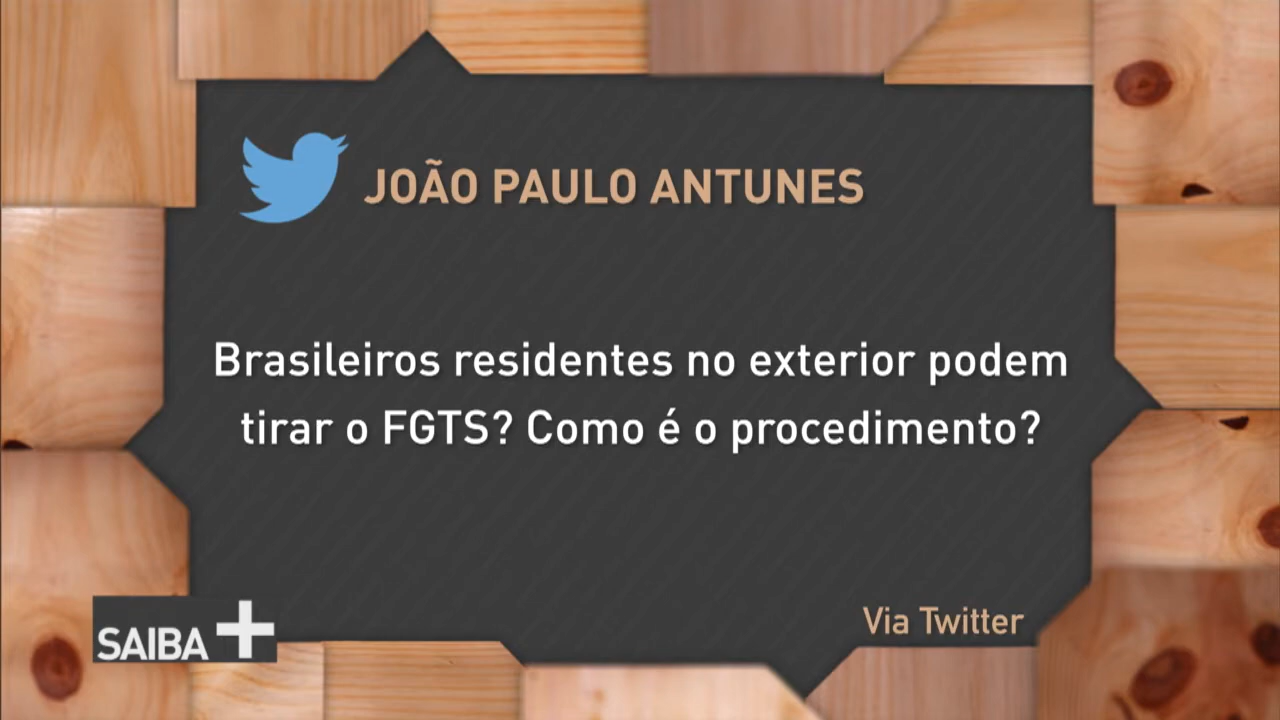 JOÃO PAULO ANTUNES
Brasileiros residentes no exterior podem
tirar o FGTS? Como é o procedimento?
Via Twitter
SAIBA +